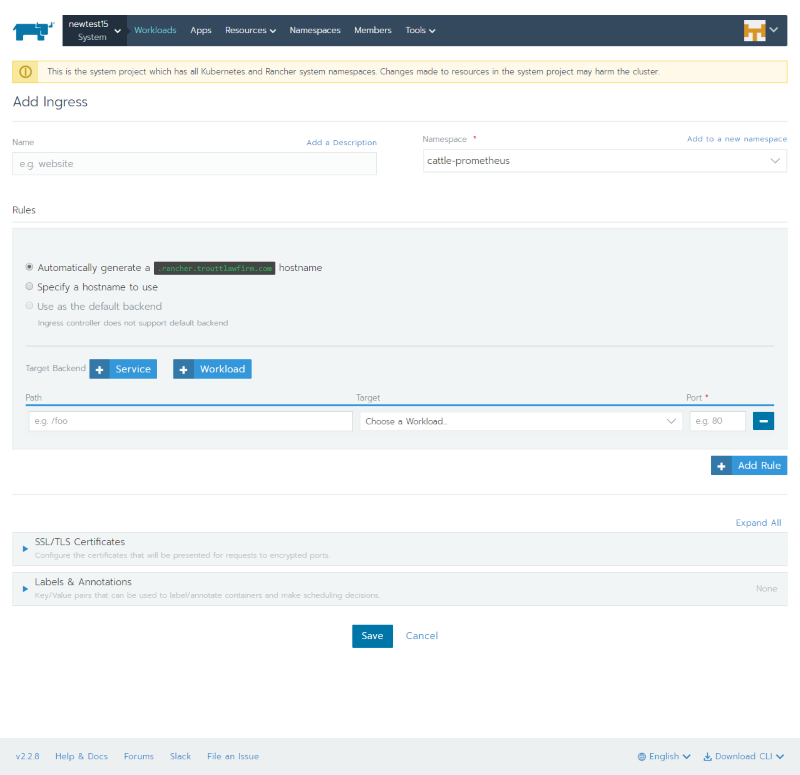 newtest15
System
Workloads Apps Resources Namespaces Members Tools
This is the system project which has all Kubernetes and Rancher system namespaces. Changes made to resources in the system project may harm the cluster.
Add Ingress
Name Add a Description
e.g. website
Namespace * Add to a new namespace
cattle-prometheus
Rules
Automatically generate a .rancher.trouttlawfirm.com hostname
Specify a hostname to use
Use as the default backend
Ingress controller does not support default backend
Target Backend + Service + Workload
Path Target Port *
e.g. /foo Choose a Workload... e.g. 80
+ Add Rule
Expand All
SSL/TLS Certificates
Configure the certificates that will be presented for requests to encrypted ports.
Labels & Annotations
Key/Value pairs that can be used to label/annotate containers and make scheduling decisions.
None
Save Cancel
v2.2.8 Help & Docs Forums Slack File an Issue English Download CLI